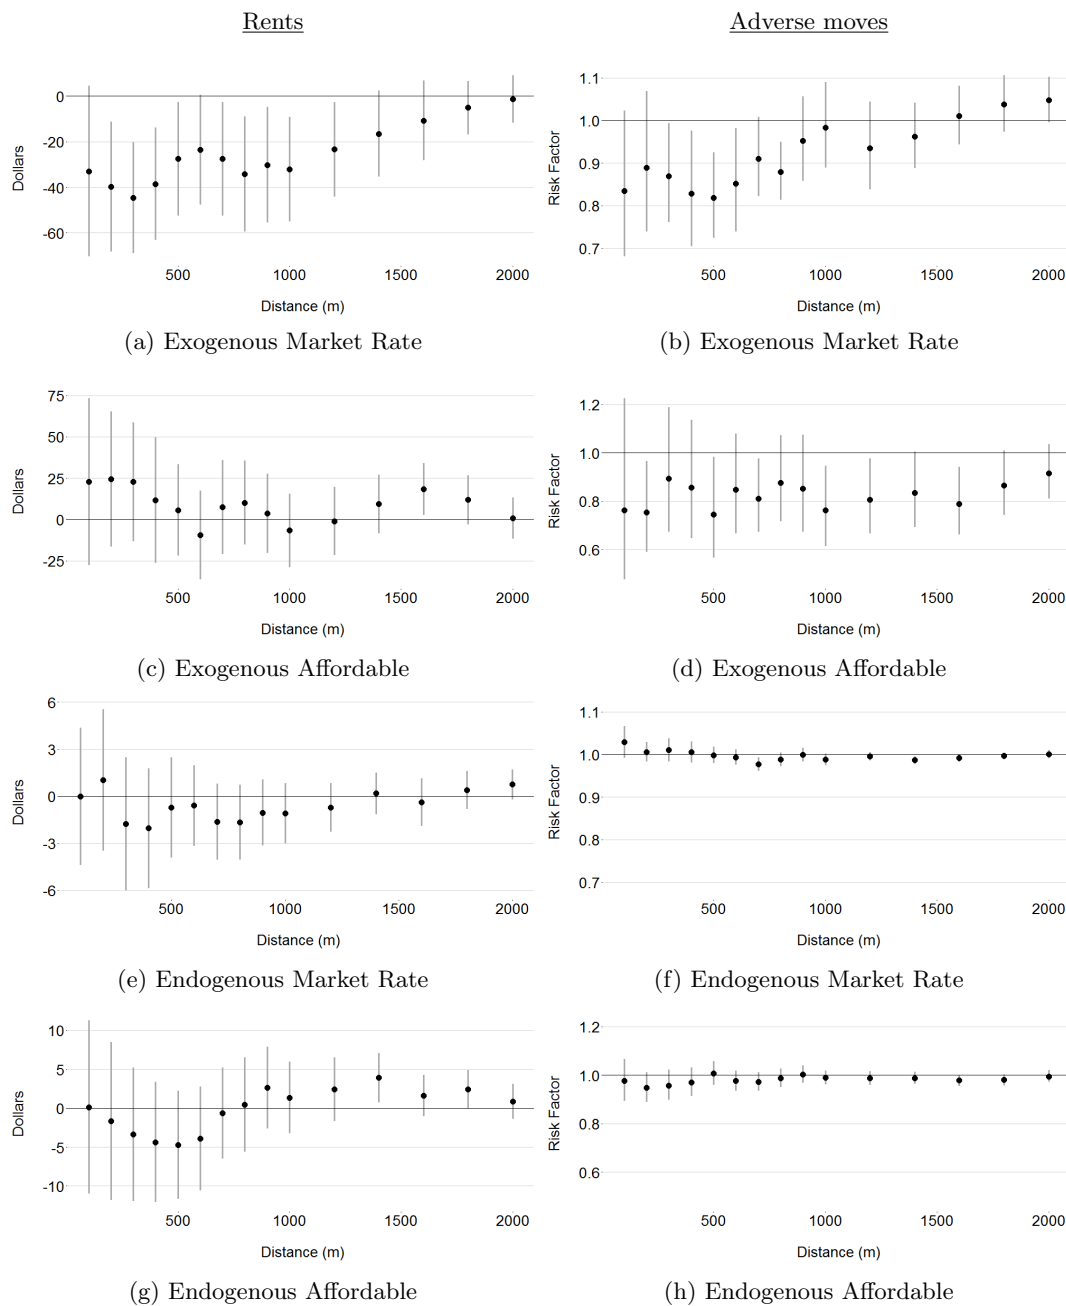 Rents
Adverse moves
0
-20
-40
-60
Dollars
500 1000 1500 2000
Distance (m)
(a) Exogenous Market Rate
1.1
1.0
0.9
0.8
0.7
Risk Factor
500 1000 1500 2000
Distance (m)
(b) Exogenous Market Rate
75
50
25
0
-25
Dollars
500 1000 1500 2000
Distance (m)
(c) Exogenous Affordable
1.2
1.0
0.8
0.6
Risk Factor
500 1000 1500 2000
Distance (m)
(d) Exogenous Affordable
6
3
0
-3
-6
Dollars
500 1000 1500 2000
Distance (m)
(e) Endogenous Market Rate
1.1
1.0
0.9
0.8
0.7
Risk Factor
500 1000 1500 2000
Distance (m)
(f) Endogenous Market Rate
10
5
0
-5
-10
Dollars
500 1000 1500 2000
Distance (m)
(g) Endogenous Affordable
1.2
1.0
0.8
0.6
Risk Factor
500 1000 1500 2000
Distance (m)
(h) Endogenous Affordable